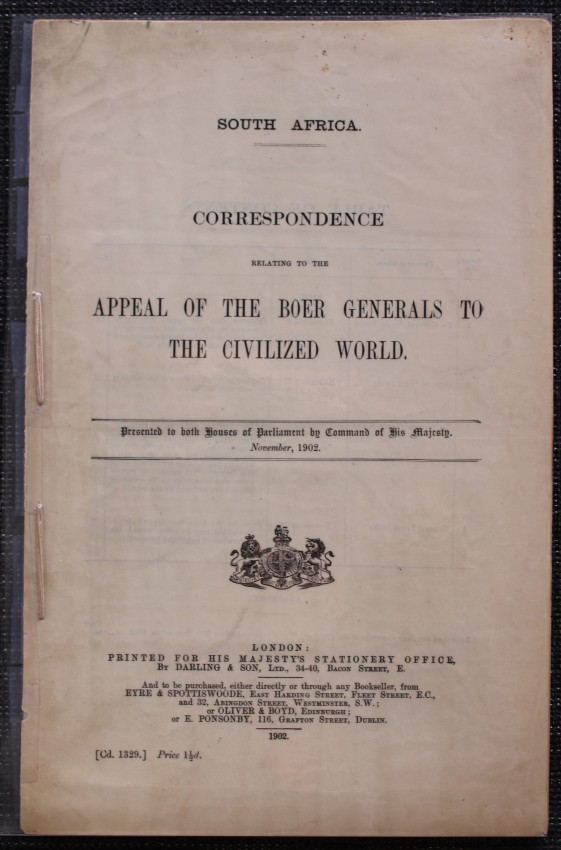 SOUTH AFRICA.
CORRESPONDENCE
RELATING TO THE
APPEAL OF THE BOER GENERALS TO
THE CIVILIZED WORLD.
Presented to both Houses of Parliament by Command of His Majesty.
November, 1902.
LONDON:
PRINTED FOR HIS MAJESTY'S STATIONERY OFFICE,
BY DARLING & SON, LTD., 34-40, BACON STREET, E.
And to be purchased, either directly or through any Bookseller, from
EYRE & SPOTTISWOODE, EAST HARDING STREET, FLEET STREET, E.C.,
and 32, ABINGDON STREET, WESTMINSTER, S.W.;
or OLIVER & BOYD, EDINBURGH;
or E. PONSONBY, 116, GRAFTON STREET, DUBLIN.
1902.
[Cd. 1329.] Price 1½d.